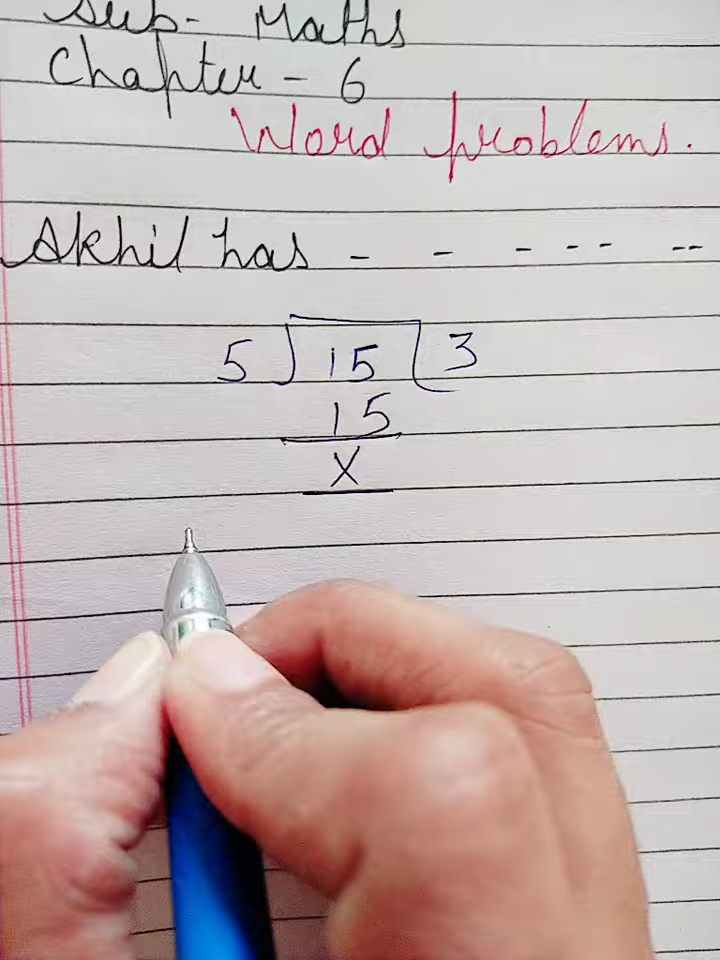 Sub- Maths
Chapter - 6
Word problems.
Akhil has - - - - - --
5 ) 15 ( 3
15
X